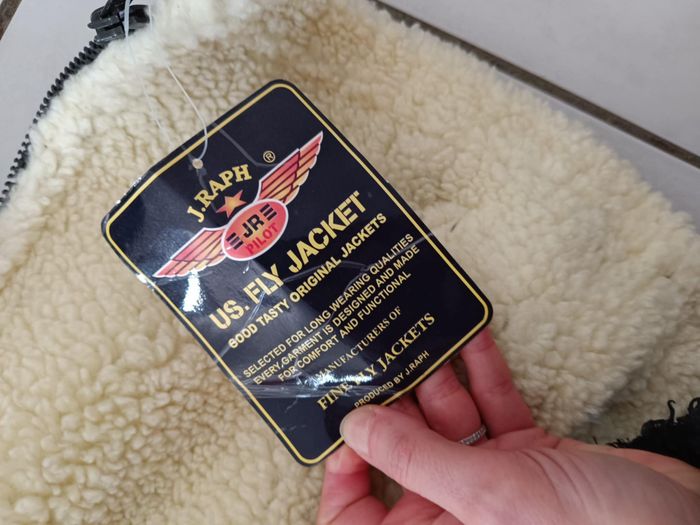 J.RAPH ®
JR
PILOT
US. FLY JACKET
GOOD TASTY ORIGINAL JACKETS
SELECTED FOR LONG WEARING QUALITIES
EVERY.GARMENT IS DESIGNED AND MADE
FOR COMFORT AND FUNCTIONAL
MANUFACTURERS OF
FINE FLY JACKETS
PRODUCED BY J.RAPH